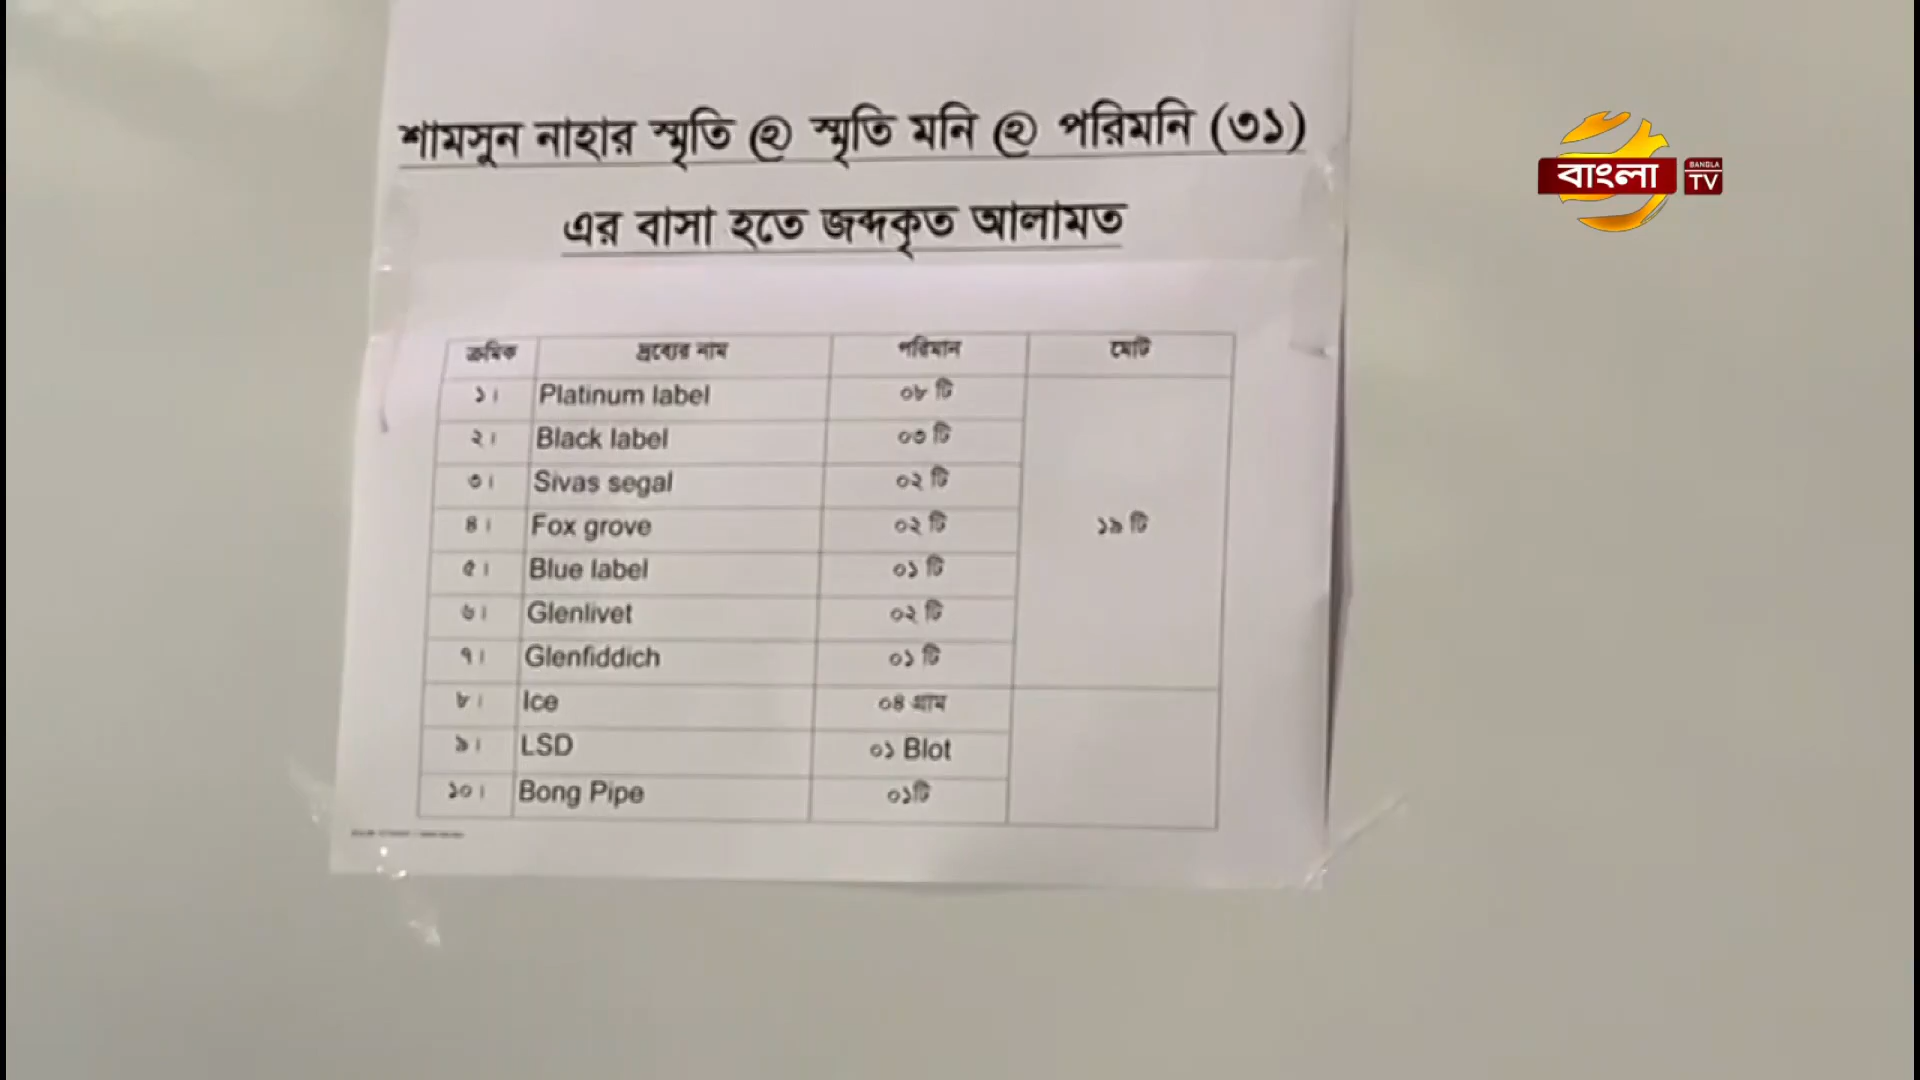 শামসুন নাহার স্মৃতি @ স্মৃতি মনি @ পরিমনি (৩১)
এর বাসা হতে জব্দকৃত আলামত
বাংলা
BANGLA TV
ক্রমিক দ্রব্যের নাম পরিমান মোট
১। Platinum label ০৮ টি
২। Black label ০৩ টি
৩। Sivas segal ০২ টি
৪। Fox grove ০২ টি ১৯ টি
৫। Blue label ০১ টি
৬। Glenlivet ০২ টি
৭। Glenfiddich ০১ টি
৮। Ice ০৪ গ্রাম
৯। LSD ০১ Blot
১০। Bong Pipe ০১টি